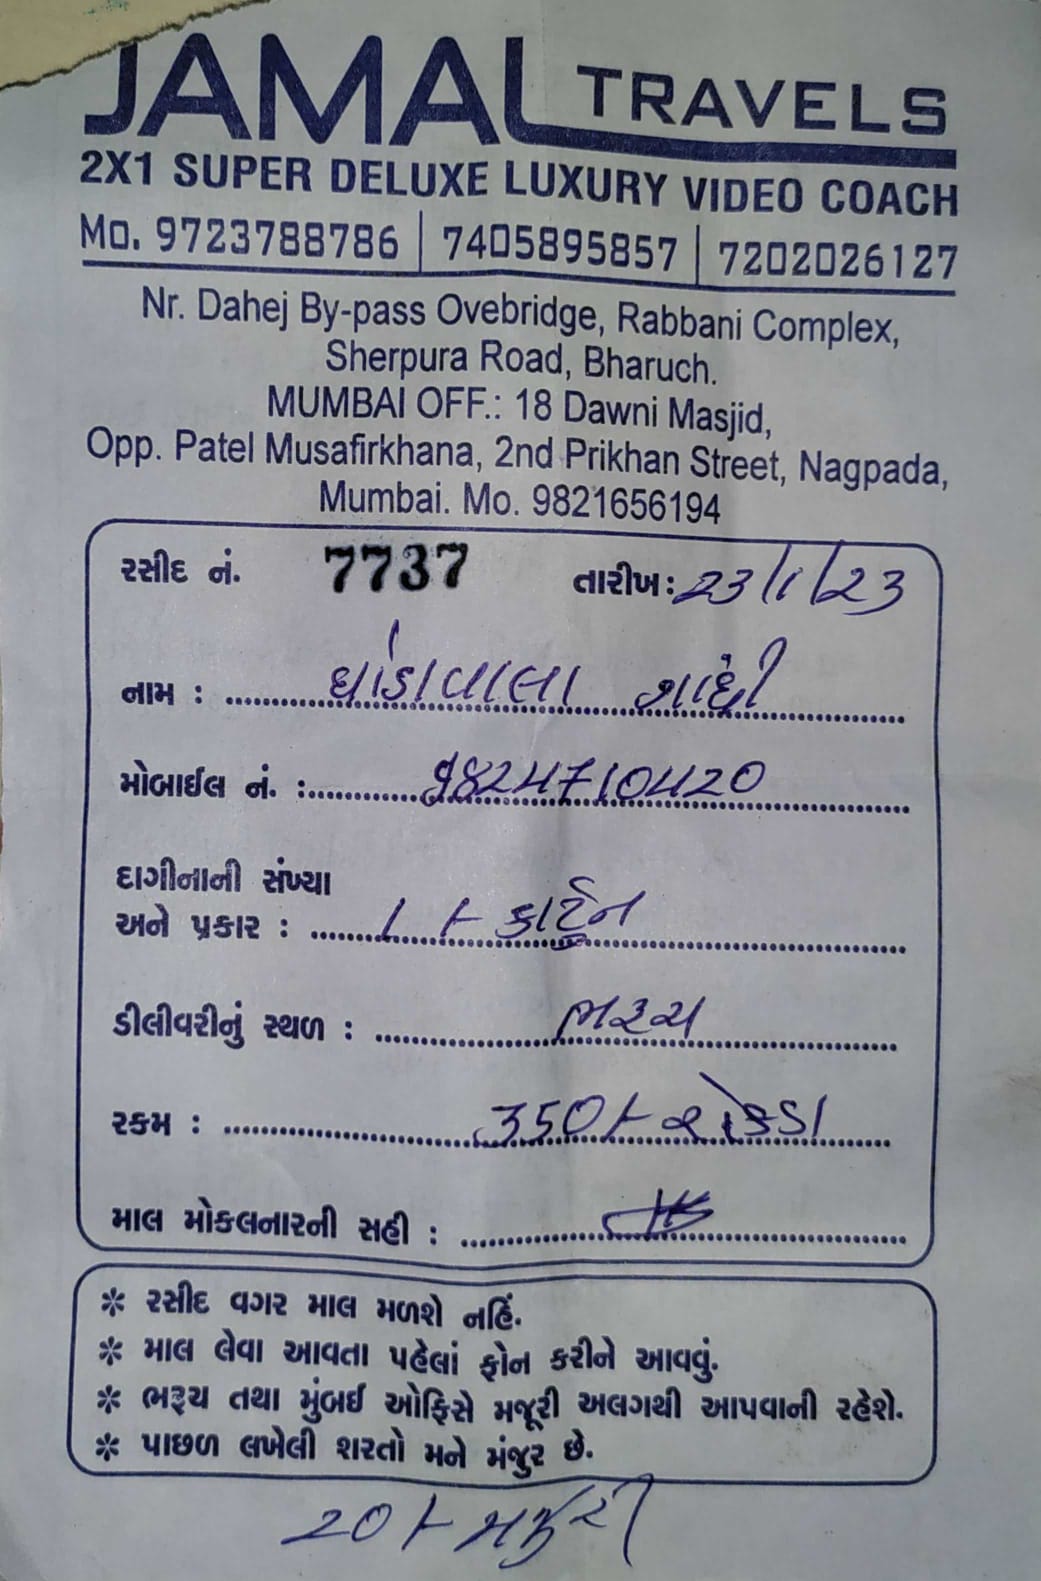 JAMAL TRAVELS
2X1 SUPER DELUXE LUXURY VIDEO COACH
Mo. 9723788786 | 7405895857 | 7202026127
Nr. Dahej By-pass Ovebridge, Rabbani Complex,
Sherpura Road, Bharuch.
MUMBAI OFF.: 18 Dawni Masjid,
Opp. Patel Musafirkhana, 2nd Prikhan Street, Nagpada,
Mumbai. Mo. 9821656194
રસીદ નં. 7737 તારીખ: 23/1/23
નામ : ગાંધી
મોબાઈલ નં. : 9824710420
દાગીનાની સંખ્યા
અને પ્રકાર : 1 ⊢ કાર્ટુન
ડીલીવરીનું સ્થળ : ભરૂચ
રકમ : 350 ⊢ રોકડા
માલ મોકલનારની સહી :
* રસીદ વગર માલ મળશે નહિં.
* માલ લેવા આવતા પહેલાં ફોન કરીને આવવું.
* ભરૂચ તથા મુંબઈ ઓફિસે મજૂરી અલગથી આપવાની રહેશે.
* પાછળ લખેલી શરતો મને મંજુર છે.
20 ⊢ મજુરી